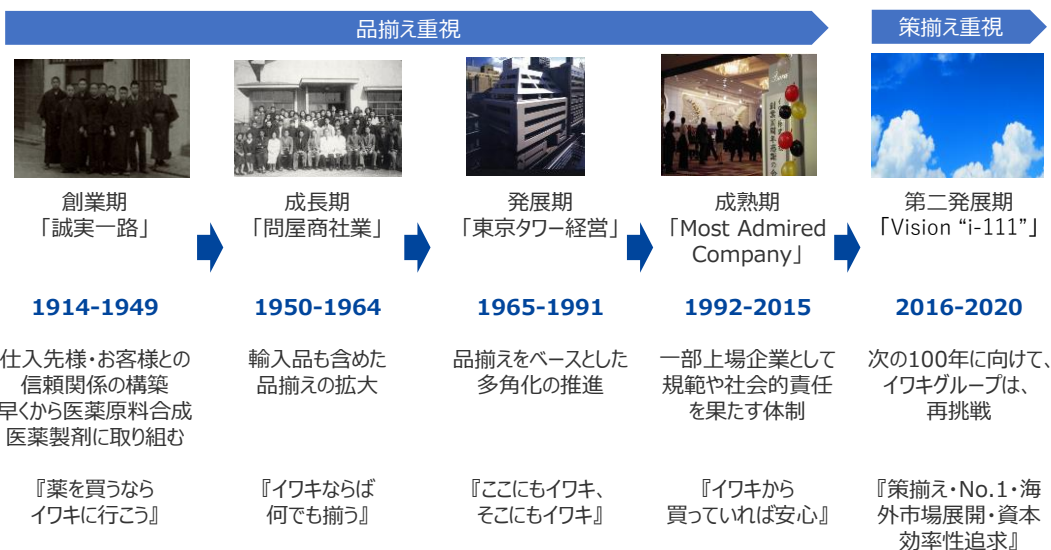 品揃え重視
策揃え重視
創業期
「誠実一路」
成長期
「問屋商社業」
発展期
「東京タワー経営」
成熟期
「Most Admired
Company」
第二発展期
「Vision “i-111”」
1914-1949
1950-1964
1965-1991
1992-2015
2016-2020
仕入先様・お客様との
信頼関係の構築
早くから医薬原料合成
医薬製剤に取り組む
輸入品も含めた
品揃えの拡大
品揃えをベースとした
多角化の推進
一部上場企業として
規範や社会的責任
を果たす体制
次の100年に向けて、
イワキグループは、
再挑戦
『薬を買うなら
イワキに行こう』
『イワキならば
何でも揃う』
『ここにもイワキ、
そこにもイワキ』
『イワキから
買っていれば安心』
『策揃え・No.1・海
外市場展開・資本
効率性追求』